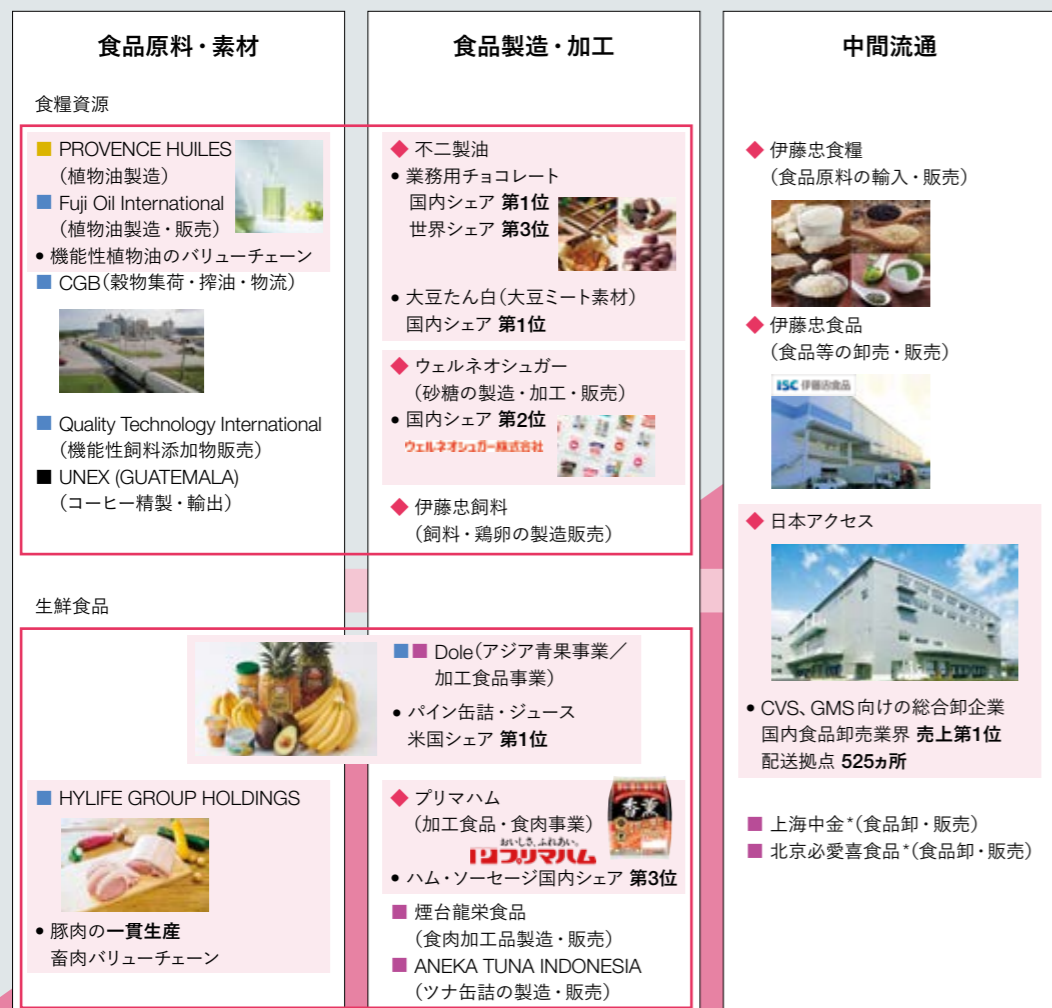 食品原料・素材
食糧資源
■ PROVENCE HUILES
(植物油製造)
■ Fuji Oil International
(植物油製造・販売)
• 機能性植物油のバリューチェーン
■ CGB(穀物集荷・搾油・物流)
■ Quality Technology International
(機能性飼料添加物販売)
■ UNEX (GUATEMALA)
(コーヒー精製・輸出)
生鮮食品
■ HYLIFE GROUP HOLDINGS
• 豚肉の一貫生産
畜肉バリューチェーン
食品製造・加工
◆ 不二製油
• 業務用チョコレート
国内シェア 第1位
世界シェア 第3位
• 大豆たん白(大豆ミート素材)
国内シェア 第1位
◆ ウェルネオシュガー
(砂糖の製造・加工・販売)
• 国内シェア 第2位
ウェルネオシュガー株式会社
◆ 伊藤忠飼料
(飼料・鶏卵の製造販売)
■■ Dole(アジア青果事業/
加工食品事業)
• パイン缶詰・ジュース
米国シェア 第1位
◆ プリマハム
(加工食品・食肉事業)
香薫
おいしさ、ふれあい。
プリマハム
• ハム・ソーセージ国内シェア 第3位
■ 煙台龍栄食品
(食肉加工品製造・販売)
■ ANEKA TUNA INDONESIA
(ツナ缶詰の製造・販売)
中間流通
◆ 伊藤忠食糧
(食品原料の輸入・販売)
◆ 伊藤忠食品
(食品等の卸売・販売)
ISC 伊藤忠食品
◆ 日本アクセス
• CVS、GMS向けの総合卸企業
国内食品卸売業界 売上第1位
配送拠点 525ヵ所
■ 上海中金*(食品卸・販売)
■ 北京必愛喜食品*(食品卸・販売)